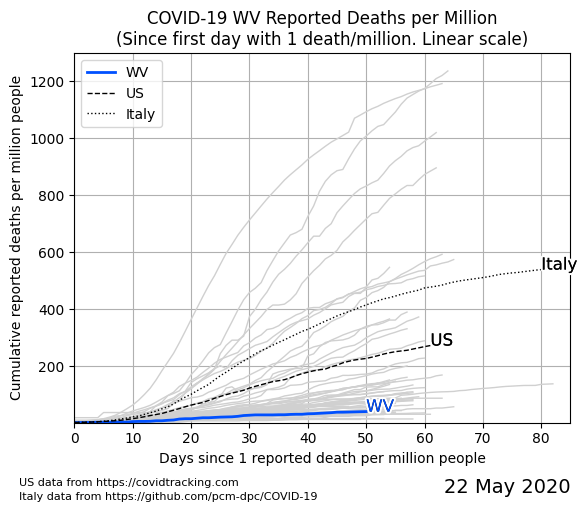 COVID-19 WV Reported Deaths per Million
(Since first day with 1 death/million. Linear scale)
Cumulative reported deaths per million people
1200
1000
800
600
400
200
WV
US
Italy
Italy
US
WV
0
10
20
30
40
50
60
70
80
Days since 1 reported death per million people
US data from https://covidtracking.com
Italy data from https://github.com/pcm-dpc/COVID-19
22 May 2020